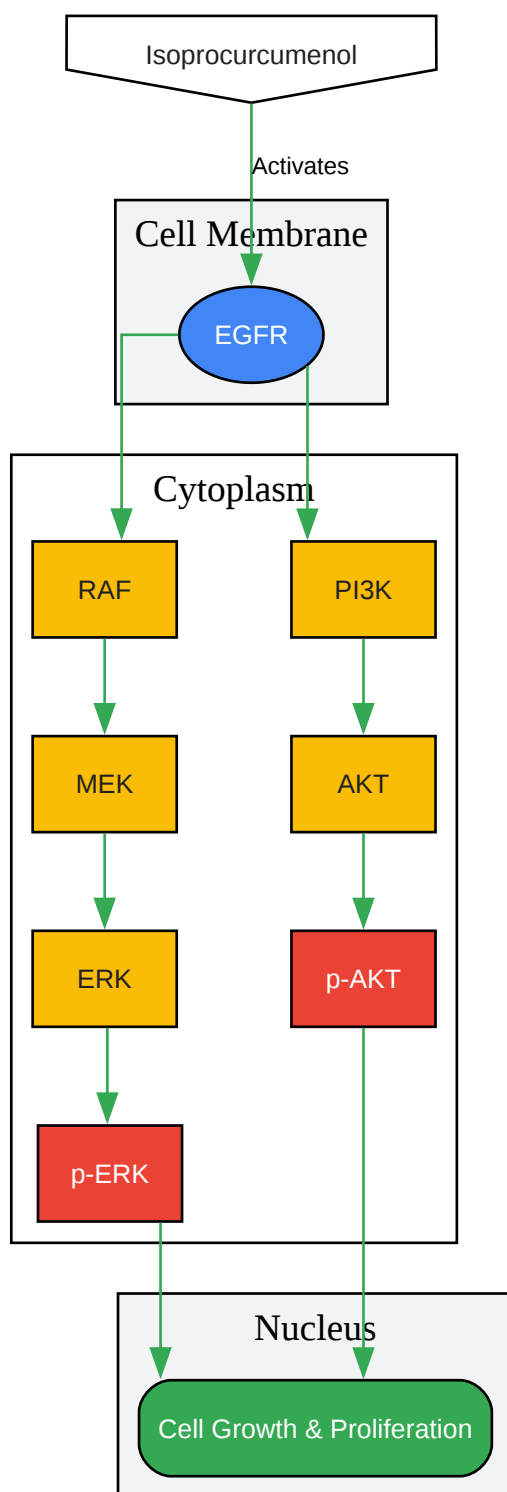 Isoprocurcumenol
Activates
Cell Membrane
EGFR
Cytoplasm
RAF
PI3K
MEK
AKT
ERK
p-AKT
p-ERK
Nucleus
Cell Growth & Proliferation